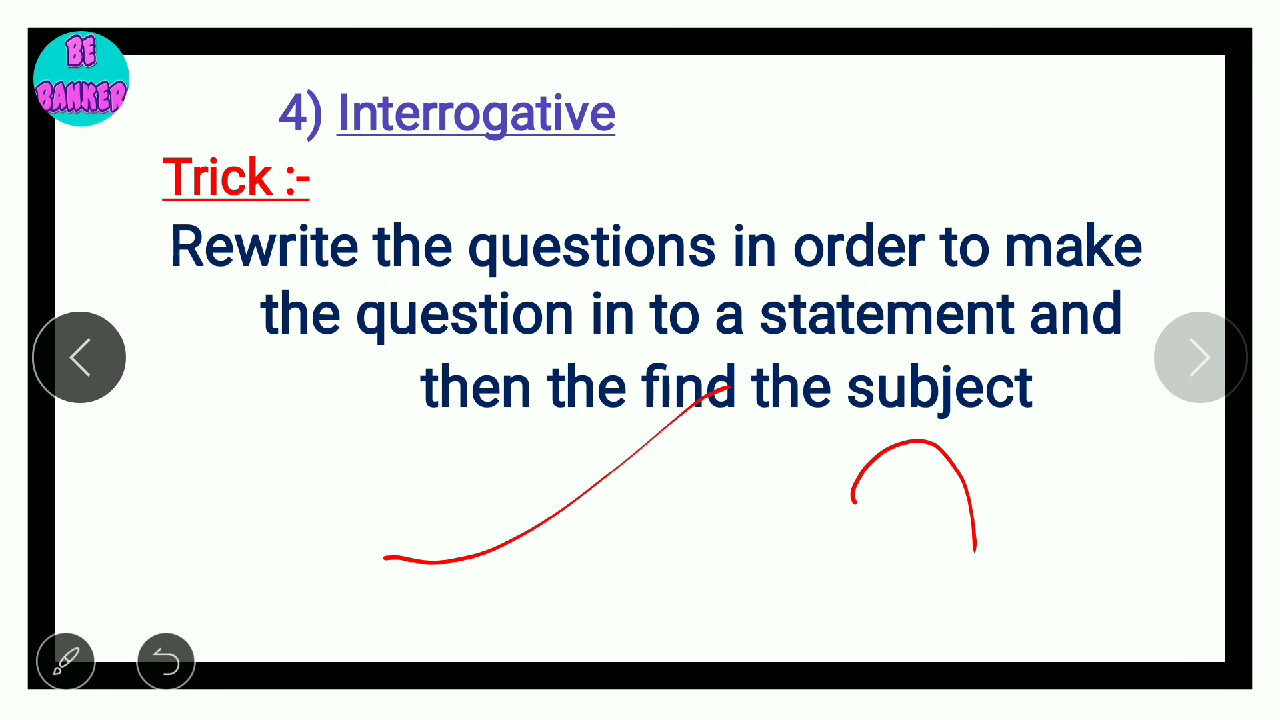 BE
BANKER
4) Interrogative
Trick :-
Rewrite the questions in order to make
the question in to a statement and
then the find the subject